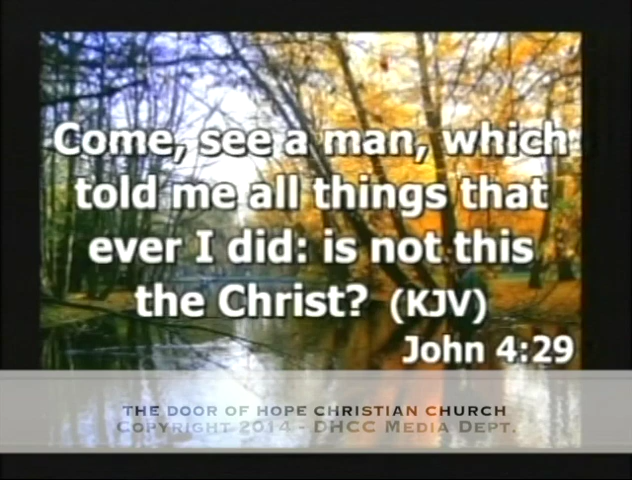 Come, see a man, which
told me all things that
ever I did: is not this
the Christ? (KJV)
John 4:29
THE DOOR OF HOPE CHRISTIAN CHURCH
COPYRIGHT 2014 - DHCC MEDIA DEPT.